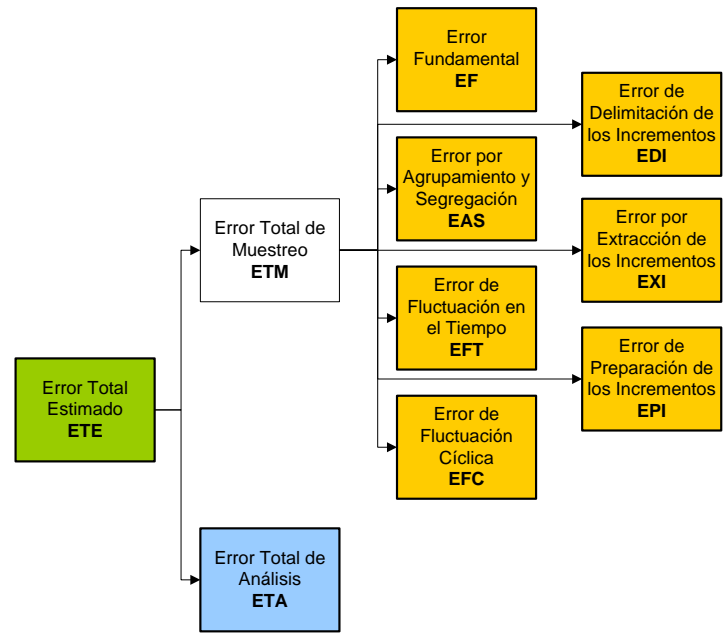 Error Total
Estimado
ETE
Error Total de
Muestreo
ETM
Error Total de
Análisis
ETA
Error
Fundamental
EF
Error por
Agrupamiento y
Segregación
EAS
Error de
Fluctuación en
el Tiempo
EFT
Error de
Fluctuación
Cíclica
EFC
Error de
Delimitación de
los Incrementos
EDI
Error por
Extracción de
los Incrementos
EXI
Error de
Preparación de
los Incrementos
EPI